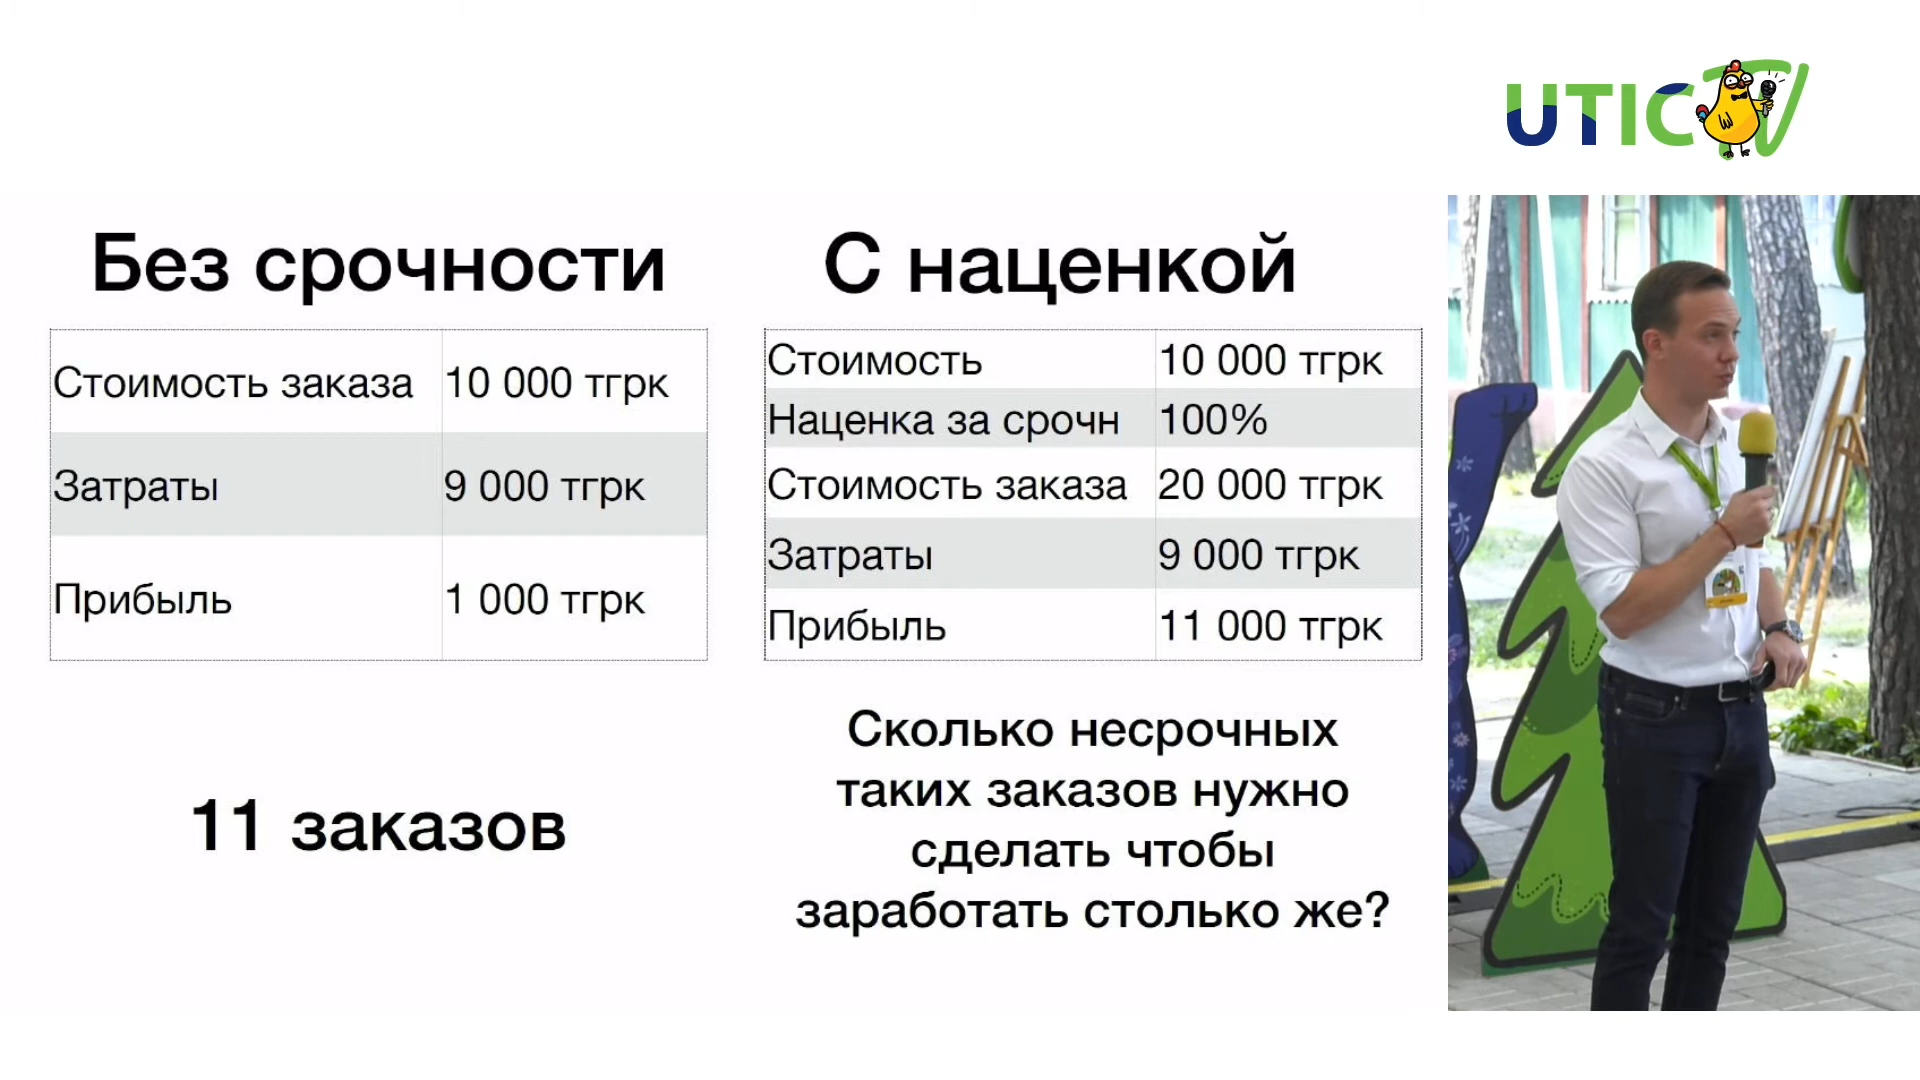 UTIC TV
Без срочности
Стоимость заказа 10 000 тгрк
Затраты 9 000 тгрк
Прибыль 1 000 тгрк
11 заказов
С наценкой
Стоимость 10 000 тгрк
Наценка за срочн 100%
Стоимость заказа 20 000 тгрк
Затраты 9 000 тгрк
Прибыль 11 000 тгрк
Сколько несрочных
таких заказов нужно
сделать чтобы
заработать столько же?